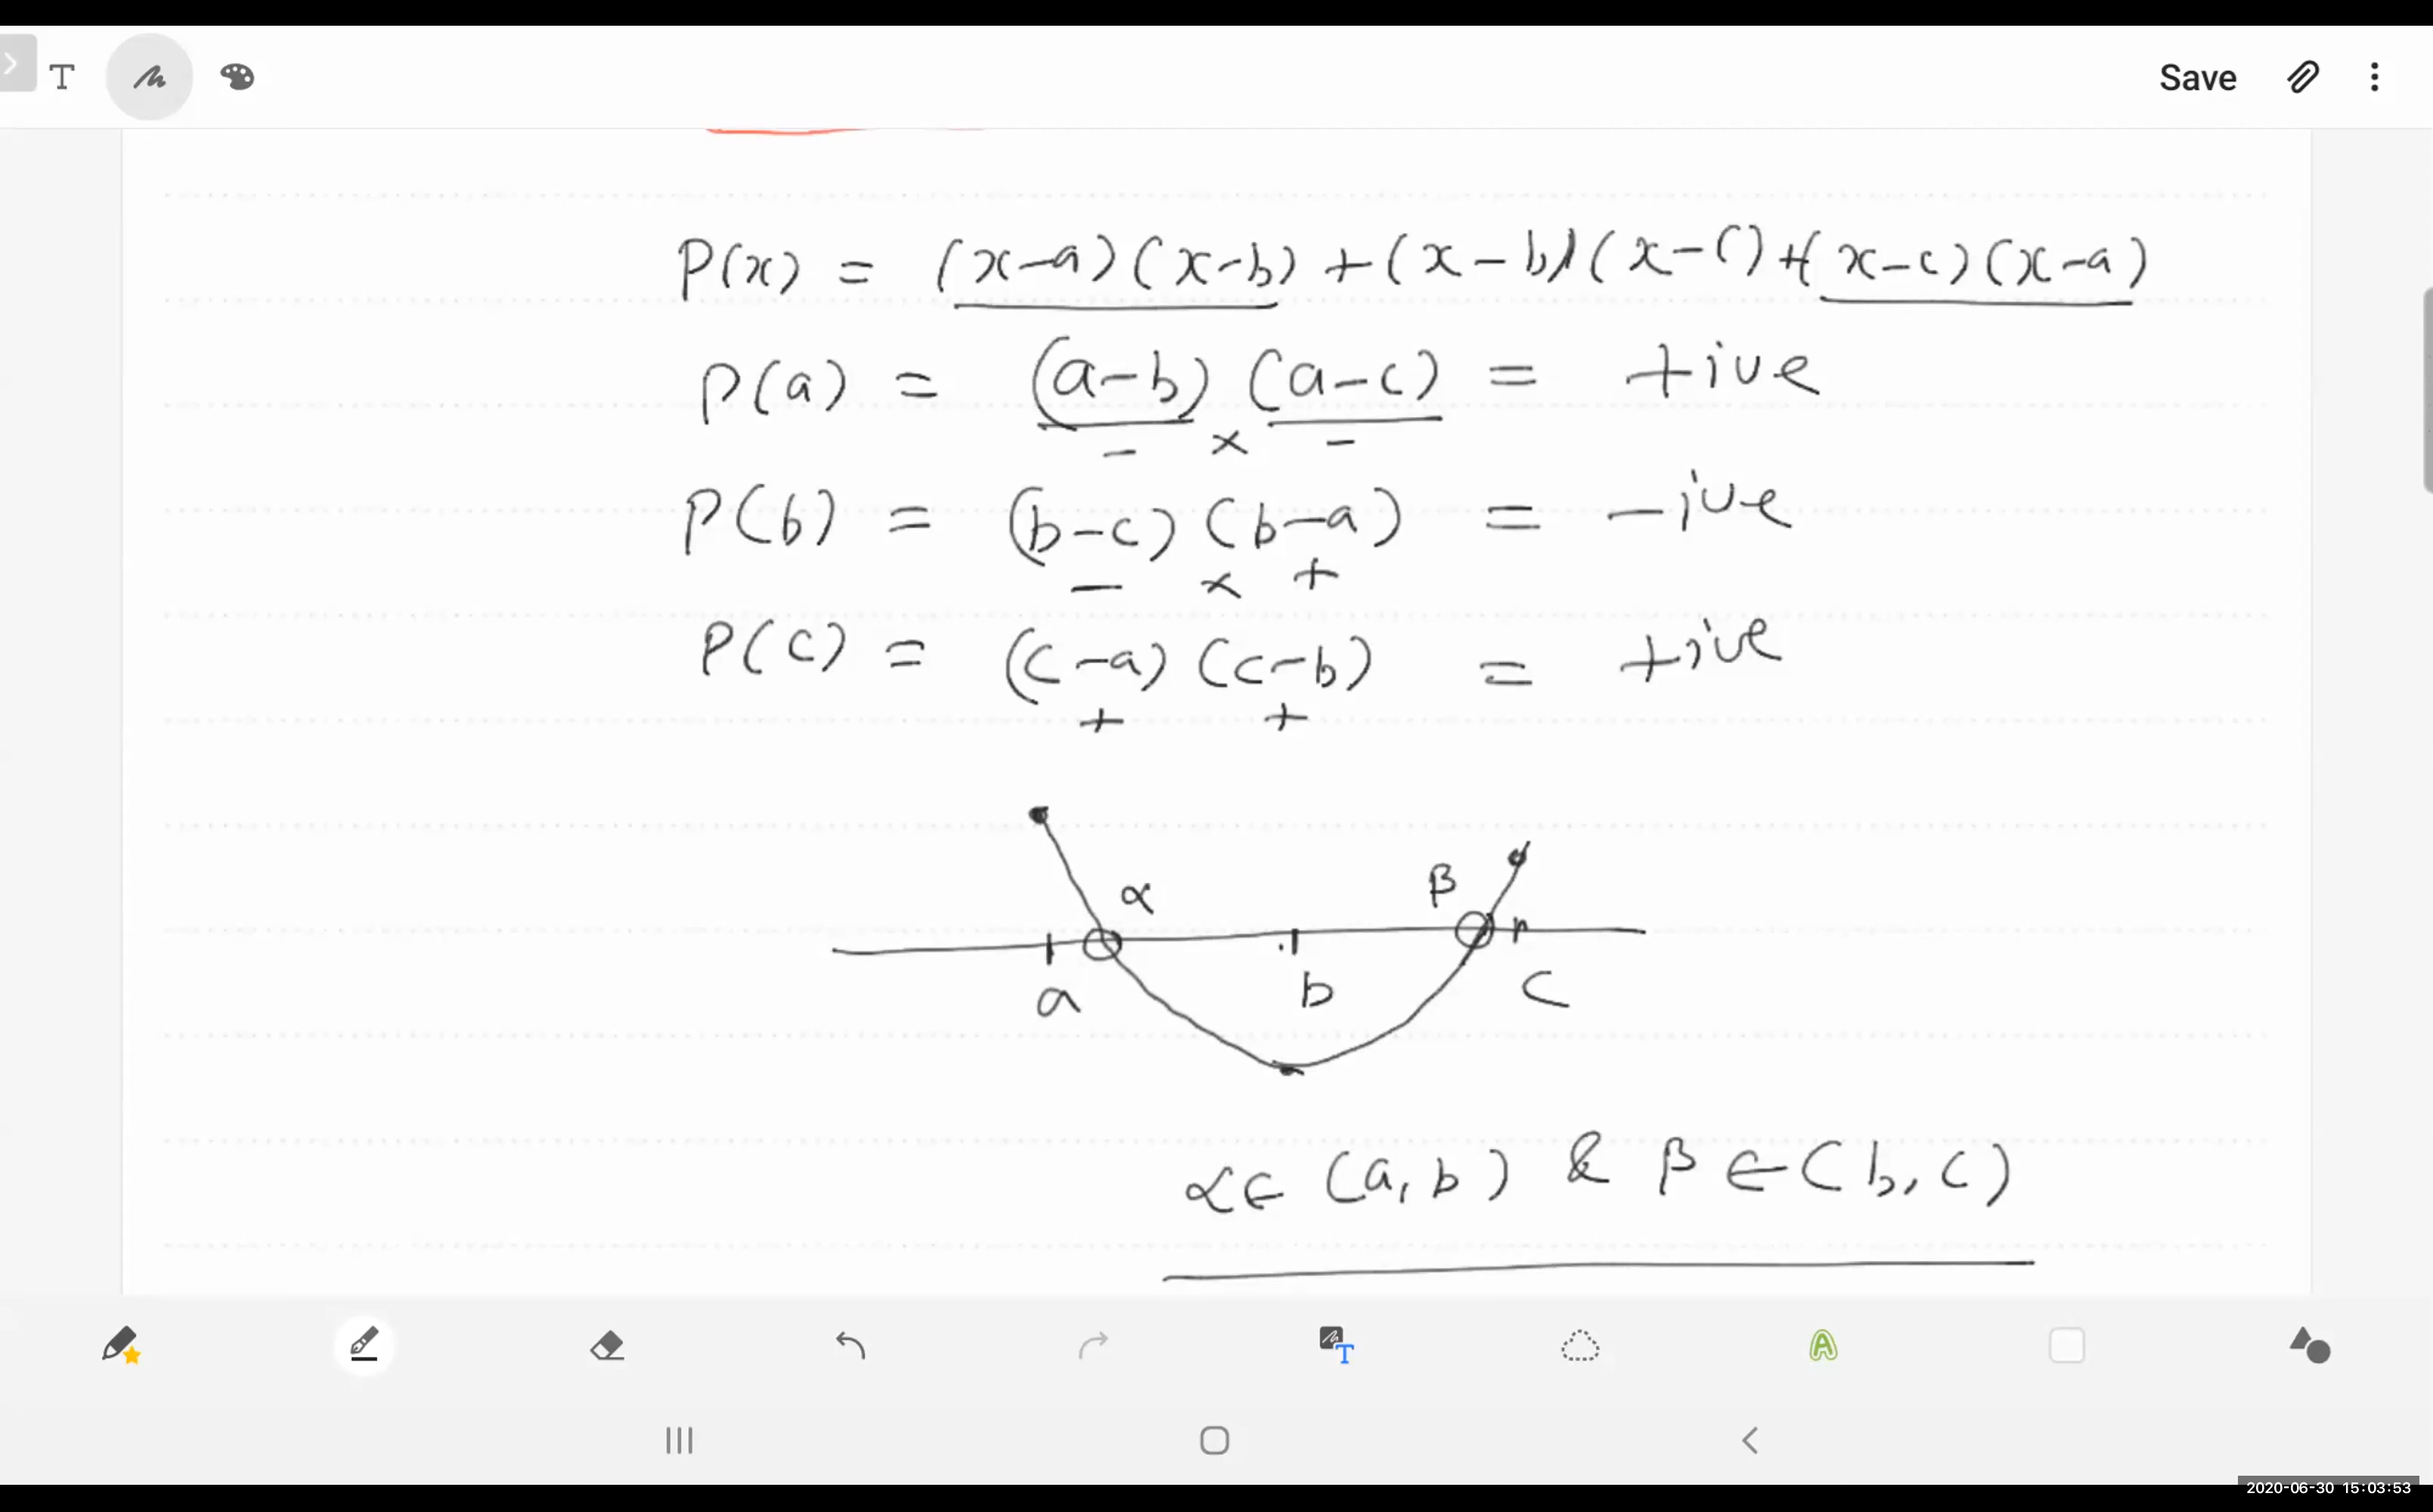 T
Save
P(x) = (x-a)(x-b) + (x-b)(x-c) + (x-c)(x-a)
P(a) = (a-b) (a-c) = +ive
- × -
P(b) = (b-c) (b-a) = -ive
- × +
P(c) = (c-a) (c-b) = +ive
+ +
α β
a b c
α∈ (a, b) & β ∈ (b, c)
T A
2020-06-30 15:03:53